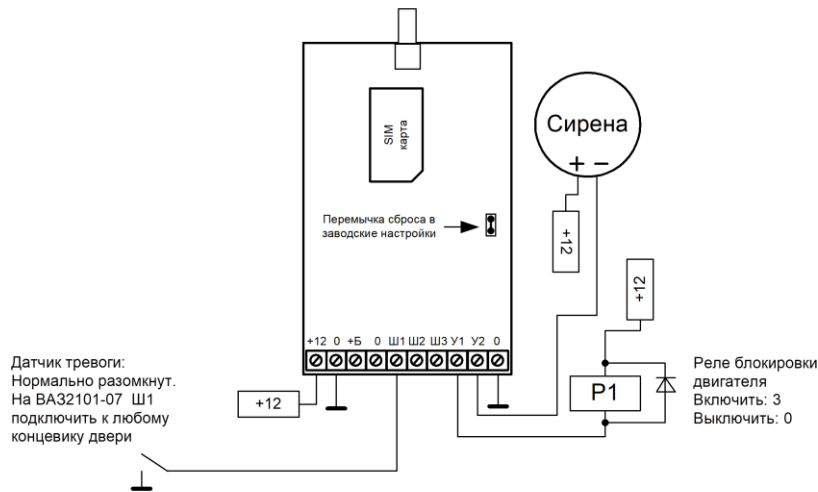 SIM
карта
Сирена
+ −
+12
Перемычка сброса в
заводские настройки
+12
+12 0 +Б 0 Ш1 Ш2 Ш3 У1 У2 0
Датчик тревоги:
Нормально разомкнут.
На ВАЗ2101-07 Ш1
подключить к любому
концевику двери
+12
Р1
Реле блокировки
двигателя
Включить: 3
Выключить: 0